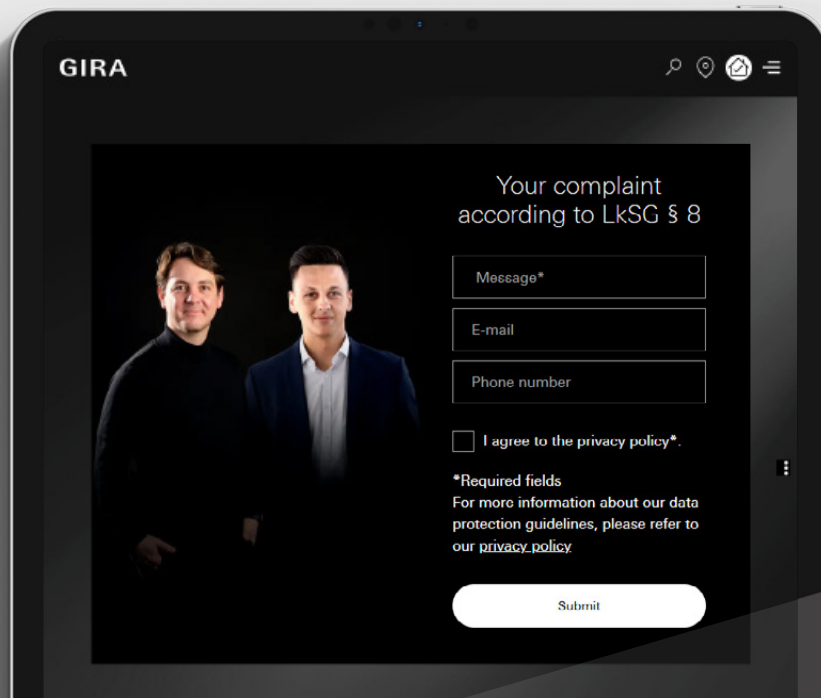 GIRA
Your complaint
according to LkSG § 8
Message*
E-mail
Phone number
I agree to the privacy policy*.
*Required fields
For more information about our data
protection guidelines, please refer to
our privacy policy
Submit